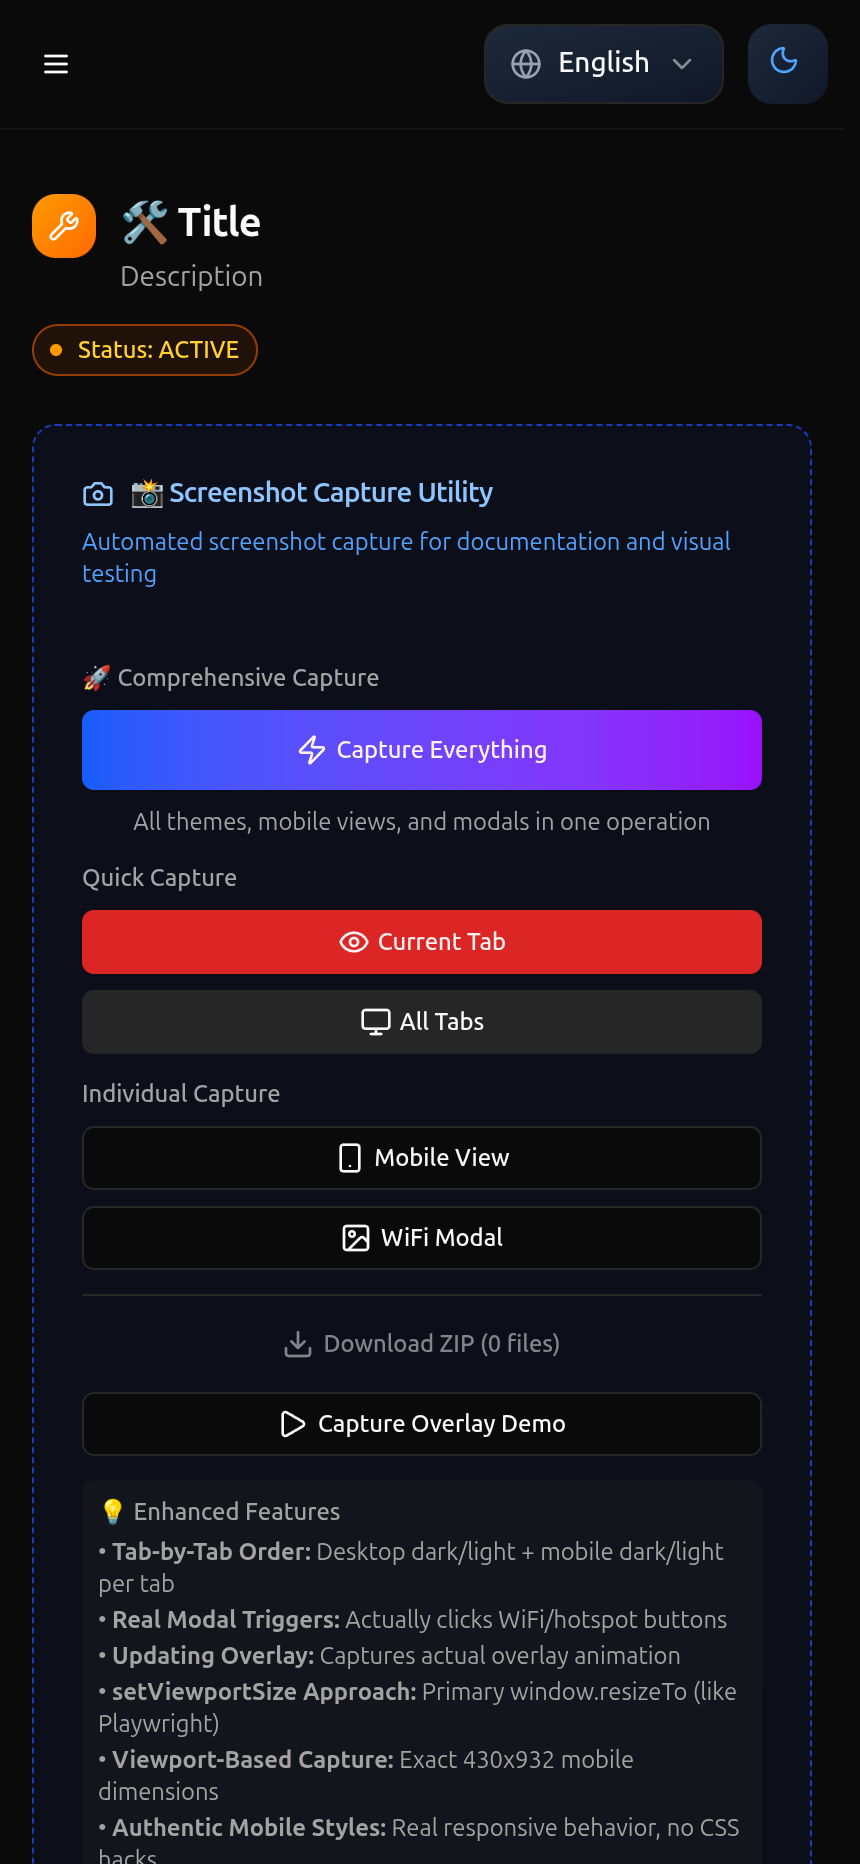 English
🛠️ Title
Description
Status: ACTIVE
📸 Screenshot Capture Utility
Automated screenshot capture for documentation and visual
testing
🚀 Comprehensive Capture
Capture Everything
All themes, mobile views, and modals in one operation
Quick Capture
Current Tab
All Tabs
Individual Capture
Mobile View
WiFi Modal
Download ZIP (0 files)
Capture Overlay Demo
💡 Enhanced Features
• Tab-by-Tab Order: Desktop dark/light + mobile dark/light
per tab
• Real Modal Triggers: Actually clicks WiFi/hotspot buttons
• Updating Overlay: Captures actual overlay animation
• setViewportSize Approach: Primary window.resizeTo (like
Playwright)
• Viewport-Based Capture: Exact 430x932 mobile
dimensions
• Authentic Mobile Styles: Real responsive behavior, no CSS
hacks